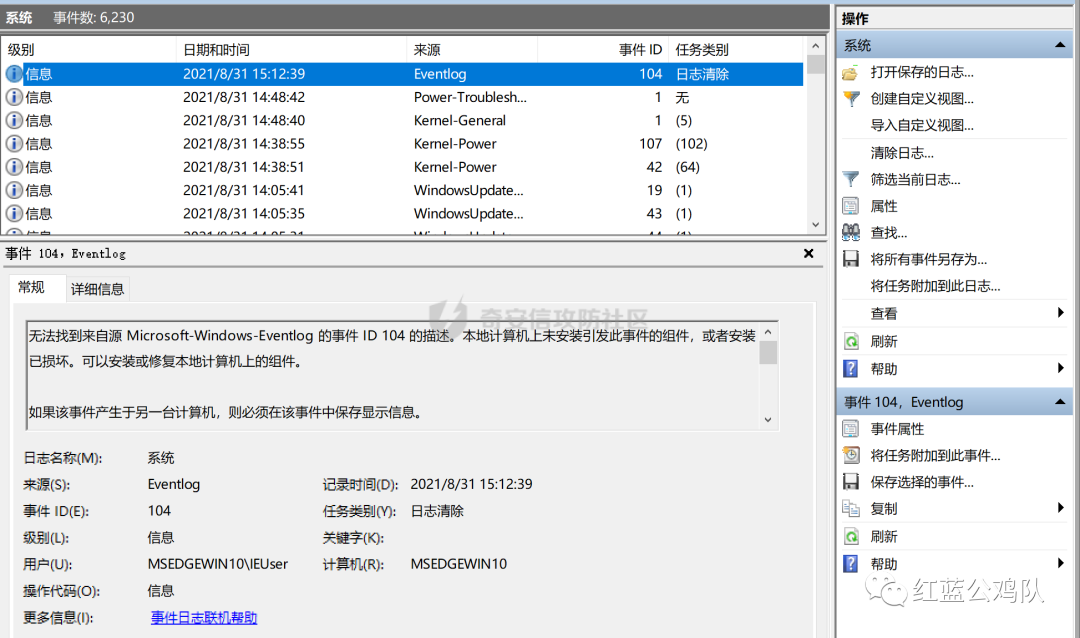 系统 事件数: 6,230
级别 日期和时间 来源 事件 ID 任务类别
信息 2021/8/31 15:12:39 Eventlog 104 日志清除
信息 2021/8/31 14:48:42 Power-Troublesh... 1 无
信息 2021/8/31 14:48:40 Kernel-General 1 (5)
信息 2021/8/31 14:38:55 Kernel-Power 107 (102)
信息 2021/8/31 14:38:51 Kernel-Power 42 (64)
信息 2021/8/31 14:05:41 WindowsUpdate... 19 (1)
信息 2021/8/31 14:05:35 WindowsUpdate... 43 (1)
事件 104，Eventlog
常规 详细信息
奇安信攻防社区
无法找到来自源 Microsoft-Windows-Eventlog 的事件 ID 104 的描述。本地计算机上未安装引发此事件的组件，或者安装
已损坏。可以安装或修复本地计算机上的组件。
如果该事件产生于另一台计算机，则必须在该事件中保存显示信息。
日志名称(M): 系统
来源(S): Eventlog 记录时间(D): 2021/8/31 15:12:39
事件 ID(E): 104 任务类别(Y): 日志清除
级别(L): 信息 关键字(K):
用户(U): MSEDGEWIN10\IEUser 计算机(R): MSEDGEWIN10
操作代码(O): 信息
更多信息(I): 事件日志联机帮助
操作
系统
打开保存的日志...
创建自定义视图...
导入自定义视图...
清除日志...
筛选当前日志...
属性
查找...
将所有事件另存为...
将任务附加到此日志...
查看
刷新
帮助
事件 104，Eventlog
事件属性
将任务附加到此事件...
保存选择的事件...
复制
刷新
帮助
红蓝公鸡队